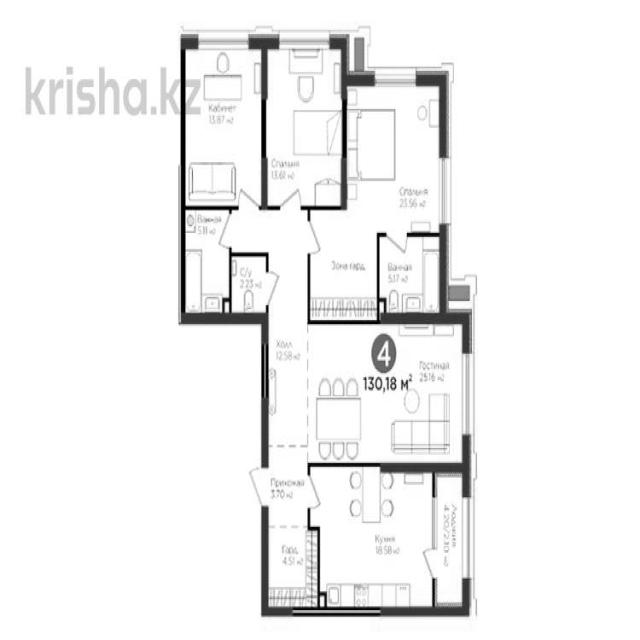 krisha.kz
Кабинет
13.87 м2
Спальня
13.61 м2
Спальня
23.56 м2
Ванная
5.11 м2
С/у
2.23 м2
Зона гард.
Ванная
5.17 м2
Холл
12.58 м2
4
130,18 м2
Гостиная
25.16 м2
Прихожая
3.70 м2
Гард.
4.51 м2
Кухня
18.58 м2
Лоджия
4.20/2.10 м2